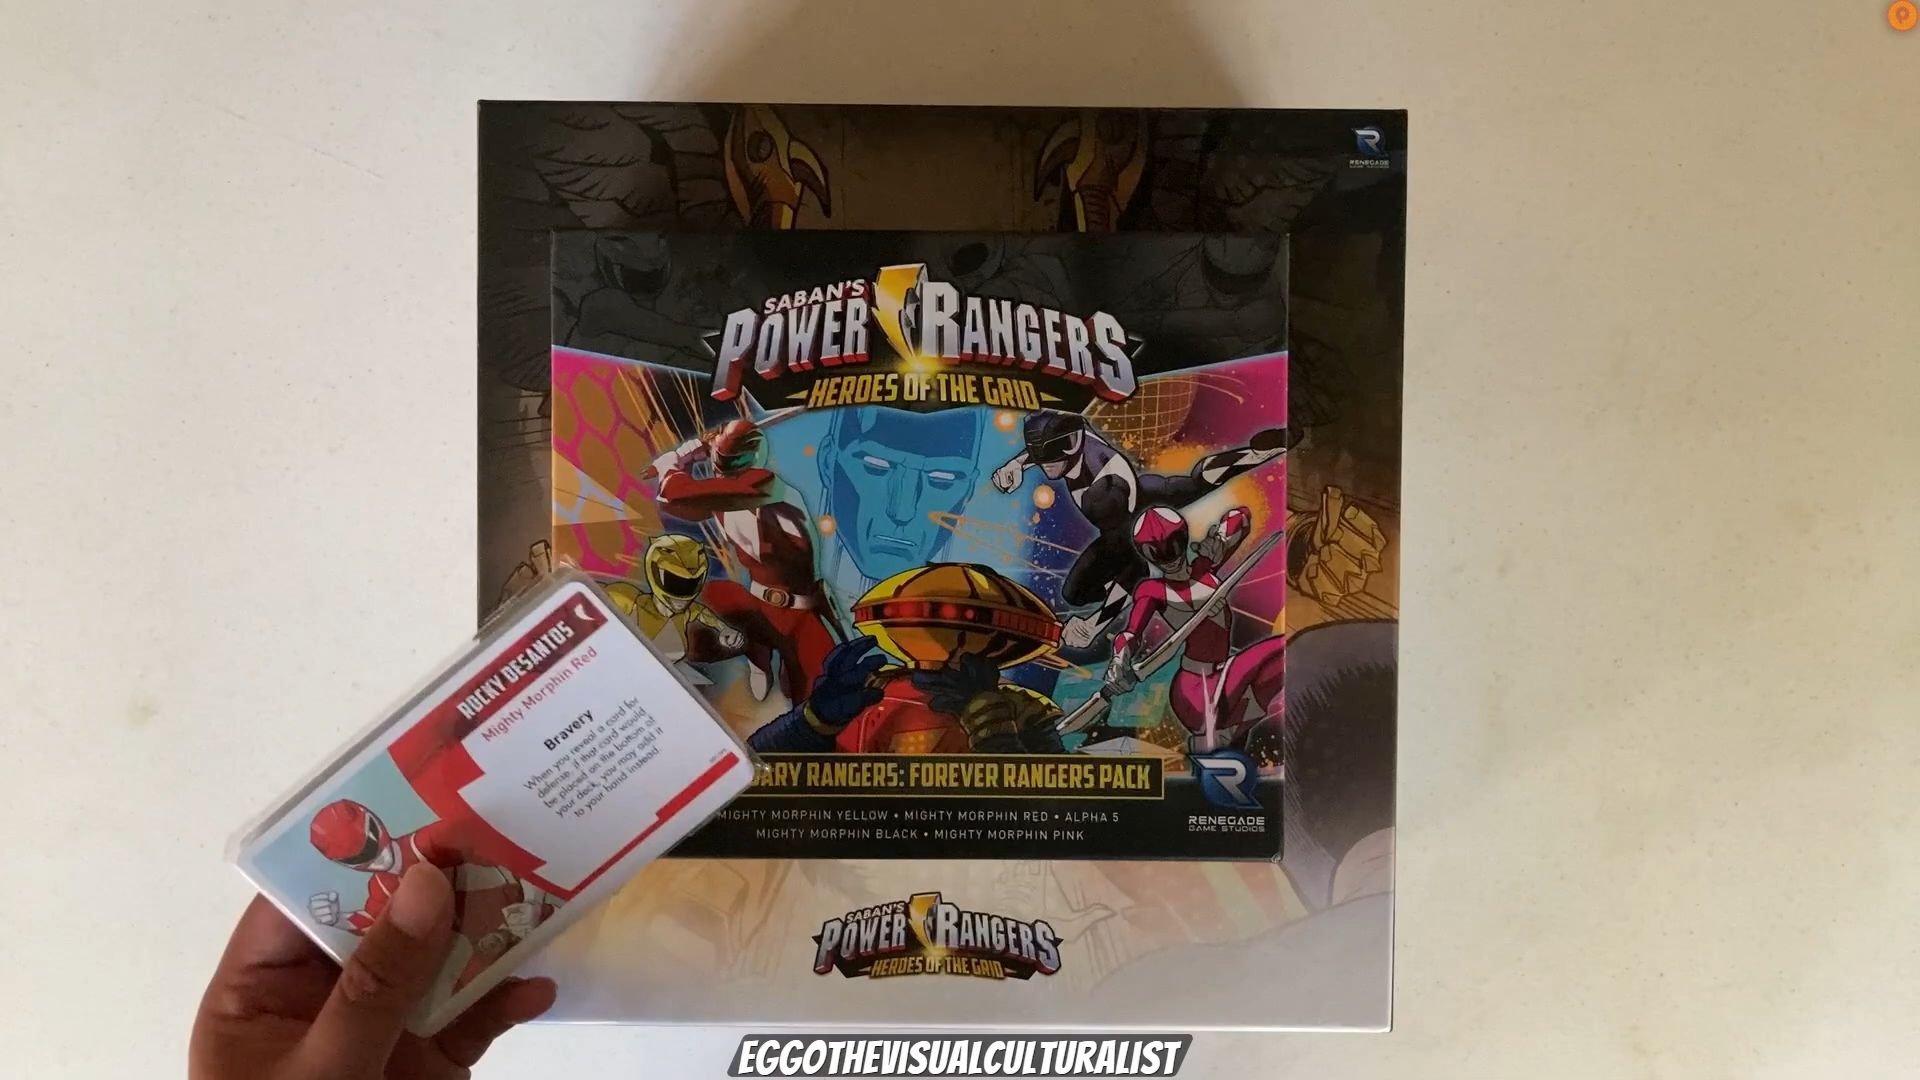 RENEGADE
SABAN'S
POWER RANGERS
HEROES OF THE GRID
ROCKY DESANTOS
Mighty Morphin Red
Bravery
When you reveal a card for
defense, if that card would
be placed on the bottom of
your deck, you may add it
to your hand instead.
RANGERS: FOREVER RANGERS PACK
MIGHTY MORPHIN YELLOW • MIGHTY MORPHIN RED • ALPHA 5
MIGHTY MORPHIN BLACK • MIGHTY MORPHIN PINK
RENEGADE
GAME STUDIOS
SABAN'S
POWER RANGERS
HEROES OF THE GRID
EGGOTHEVISUALCULTURALIST